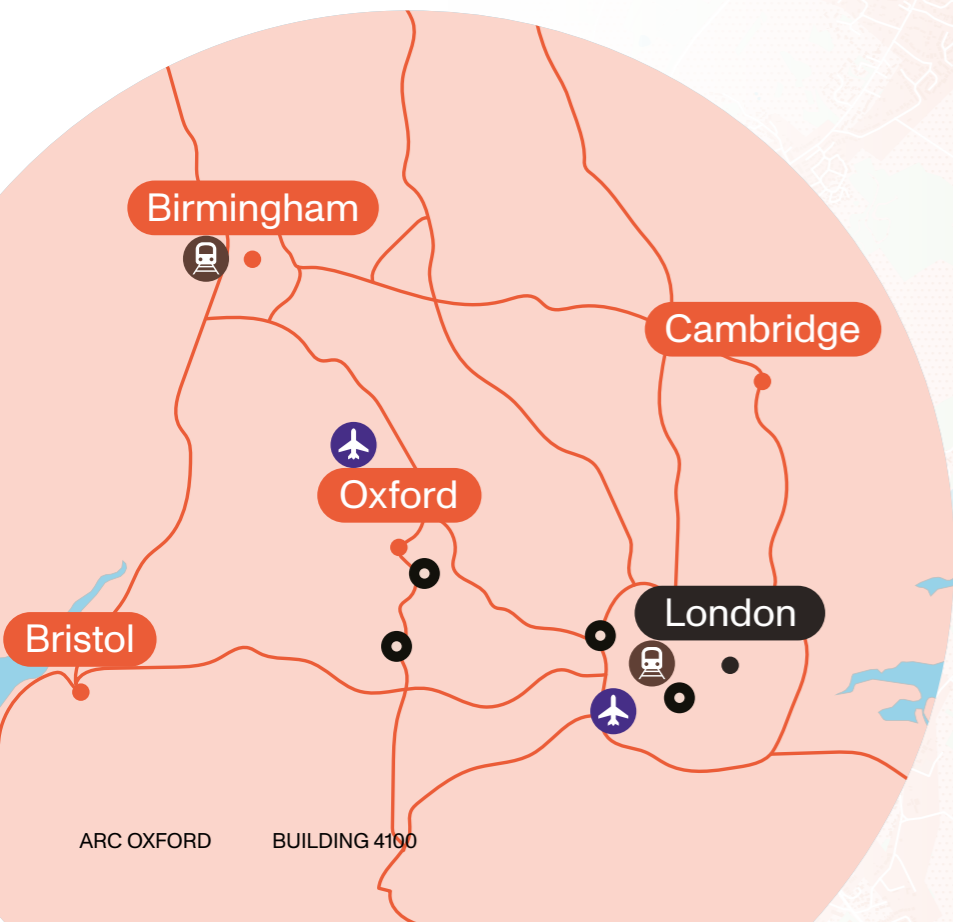 Birmingham
Cambridge
Oxford
London
Bristol
ARC OXFORD BUILDING 4100